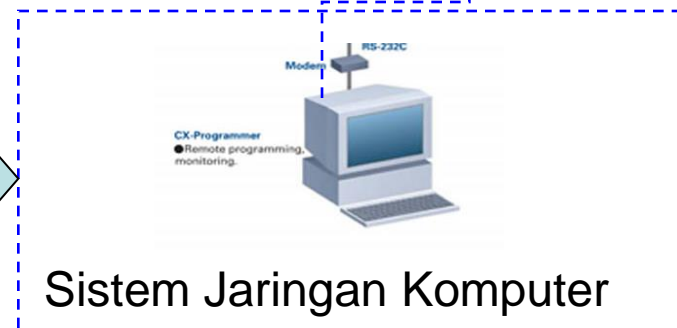 RS-232C
Modem
CX-Programmer
●Remote programming,
monitoring.
Sistem Jaringan Komputer